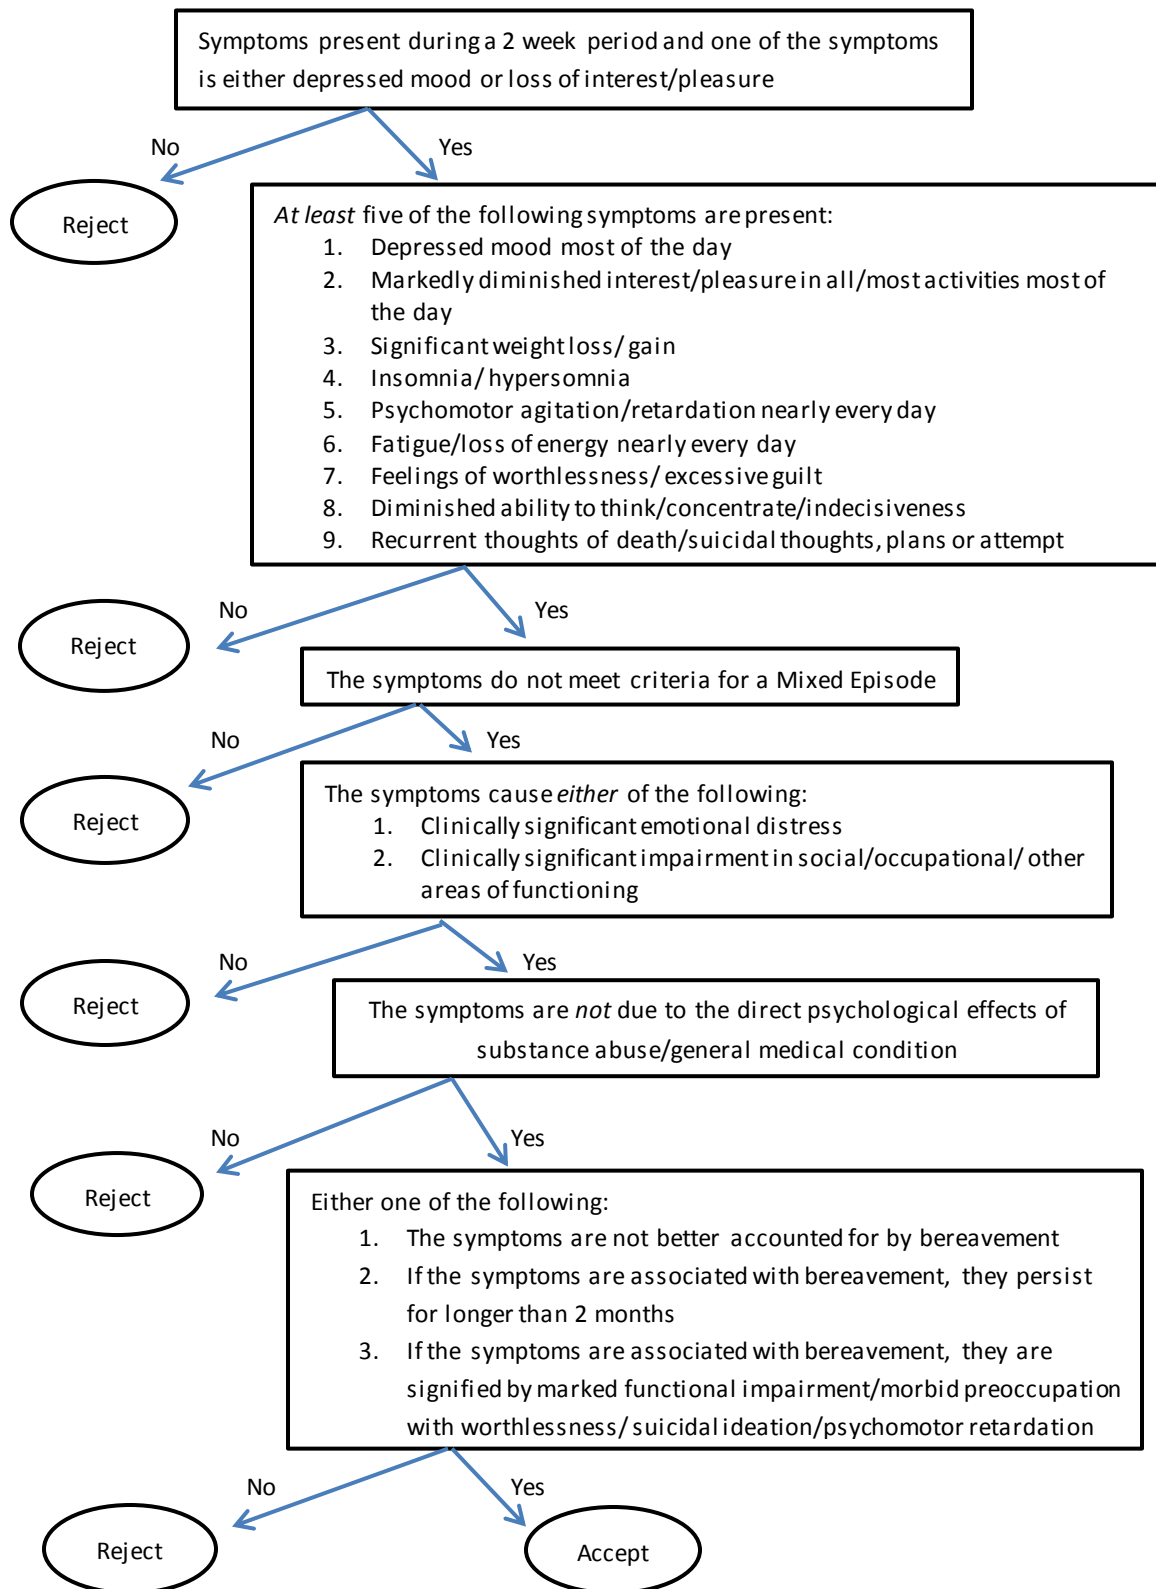 Symptoms present during a 2 week period and one of the symptoms
is either depressed mood or loss of interest/pleasure
No
Yes
Reject
At least five of the following symptoms are present:
1. Depressed mood most of the day
2. Markedly diminished interest/pleasure in all/most activities most of
the day
3. Significant weight loss/ gain
4. Insomnia/ hypersomnia
5. Psychomotor agitation/retardation nearly every day
6. Fatigue/loss of energy nearly every day
7. Feelings of worthlessness/ excessive guilt
8. Diminished ability to think/concentrate/indecisiveness
9. Recurrent thoughts of death/suicidal thoughts, plans or attempt
No
Yes
Reject
The symptoms do not meet criteria for a Mixed Episode
No
Yes
Reject
The symptoms cause either of the following:
1. Clinically significant emotional distress
2. Clinically significant impairment in social/occupational/ other
areas of functioning
No
Yes
Reject
The symptoms are not due to the direct psychological effects of
substance abuse/general medical condition
No
Yes
Reject
Either one of the following:
1. The symptoms are not better accounted for by bereavement
2. If the symptoms are associated with bereavement, they persist
for longer than 2 months
3. If the symptoms are associated with bereavement, they are
signified by marked functional impairment/morbid preoccupation
with worthlessness/ suicidal ideation/psychomotor retardation
No
Yes
Reject
Accept